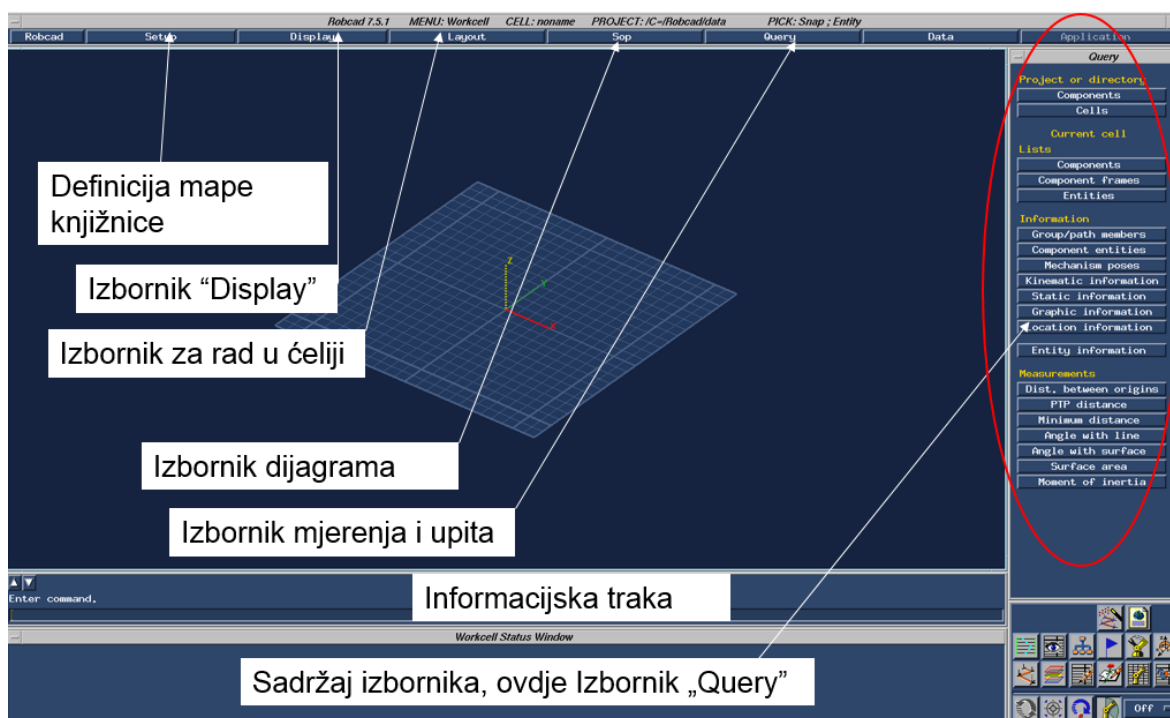 Robcad 7.5.1 MENU: Workcell CELL: noname PROJECT: /C=/Robcad/data PICK: Snap ; Entity
Robcad Setup Display Layout Sop Query Data Application
Query
Project or directory
Components
Cells
Current cell
Lists
Components
Component frames
Entities
Information
Group/path members
Component entities
Mechanism poses
Kinematic information
Static information
Graphic information
Location information
Entity information
Measurements
Dist. between origins
PTP distance
Minimum distance
Angle with line
Angle with surface
Surface area
Moment of inertia
Definicija mape
knjižnice
Izbornik “Display”
Izbornik za rad u ćeliji
Izbornik dijagrama
Izbornik mjerenja i upita
Z
Y
X
Enter command.
Informacijska traka
Workcell Status Window
Sadržaj izbornika, ovdje Izbornik „Query”
Off